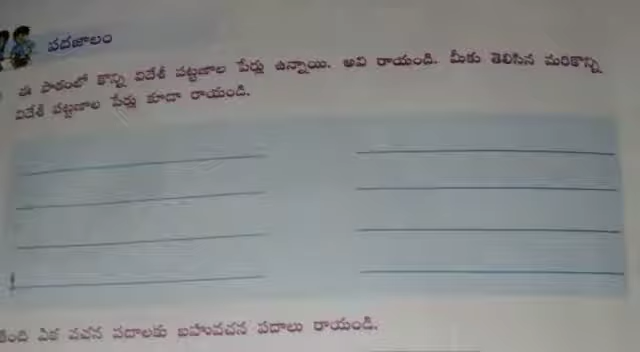 పదజాలం
ఈ పాఠంలో కొన్ని విదేశీ పట్టణాల పేర్లు ఉన్నాయి. అవి రాయండి. మీకు తెలిసిన మరికొన్ని
విదేశీ పట్టణాల పేర్లు కూడా రాయండి.
కింది ఏక వచన పదాలకు బహువచన పదాలు రాయండి.